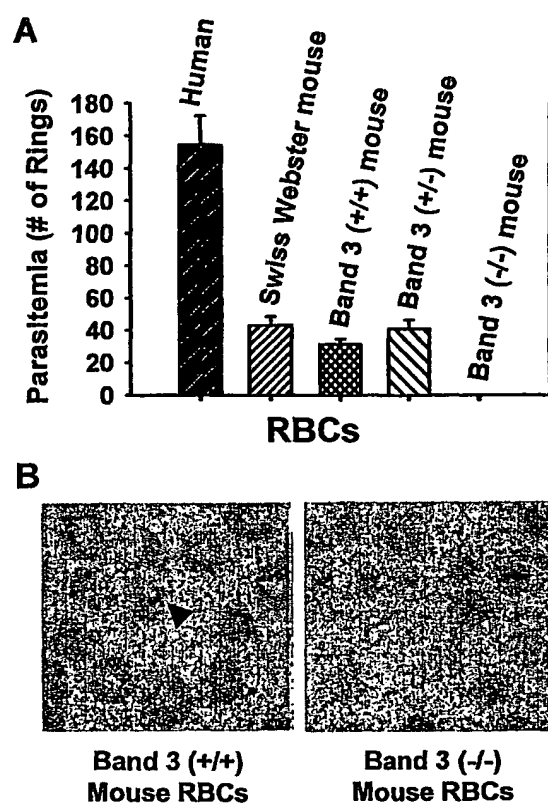 A
Parasitemia (# of Rings)
180
160
140
120
100
80
60
40
20
0
Human
Swiss Webster mouse
Band 3 (+/+) mouse
Band 3 (+/-) mouse
Band 3 (-/-) mouse
RBCs
B
Band 3 (+/+)
Mouse RBCs
Band 3 (-/-)
Mouse RBCs